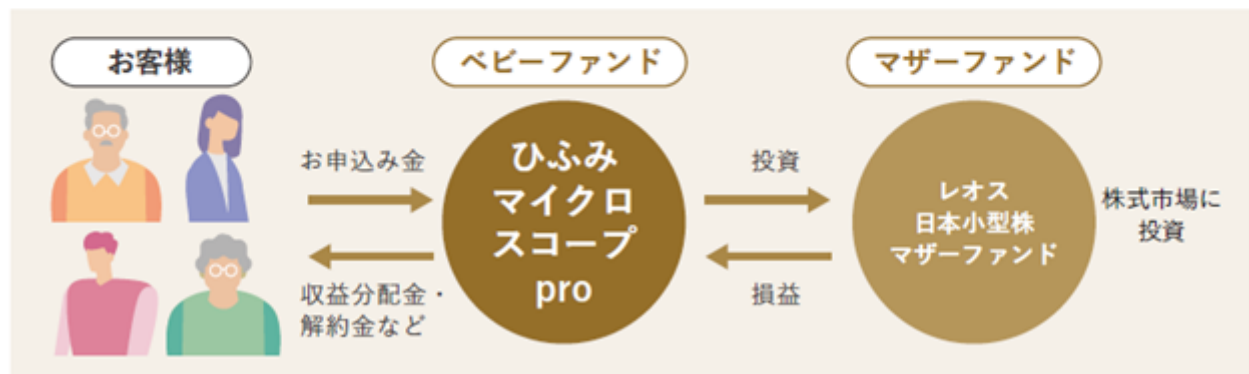 お客様
ベビーファンド
マザーファンド
お申込み金
収益分配金・
解約金など
ひふみ
マイクロ
スコープ
pro
投資
損益
レオス
日本小型株
マザーファンド
株式市場に
投資